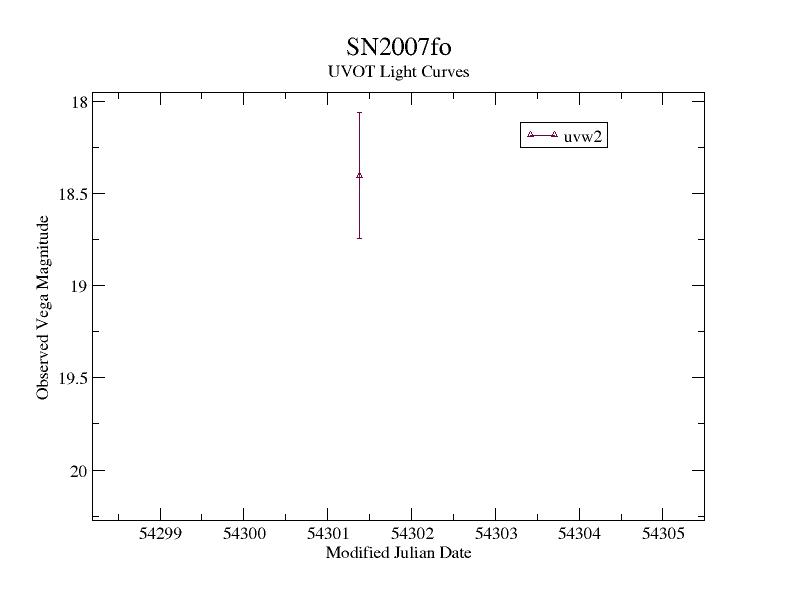 SN2007fo
UVOT Light Curves
uvw2
18
18.5
19
19.5
20
Observed Vega Magnitude
54299 54300 54301 54302 54303 54304 54305
Modified Julian Date